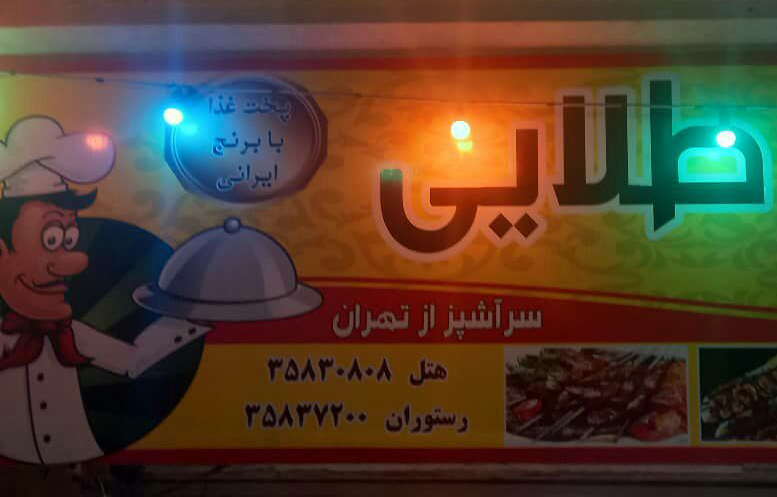 طلایی
پخت غذا
با برنج
ایرانی
سرآشپز از تهران
هتل ۳۵۸۳۰۸۰۸
رستوران ۳۵۸۳۷۲۰۰